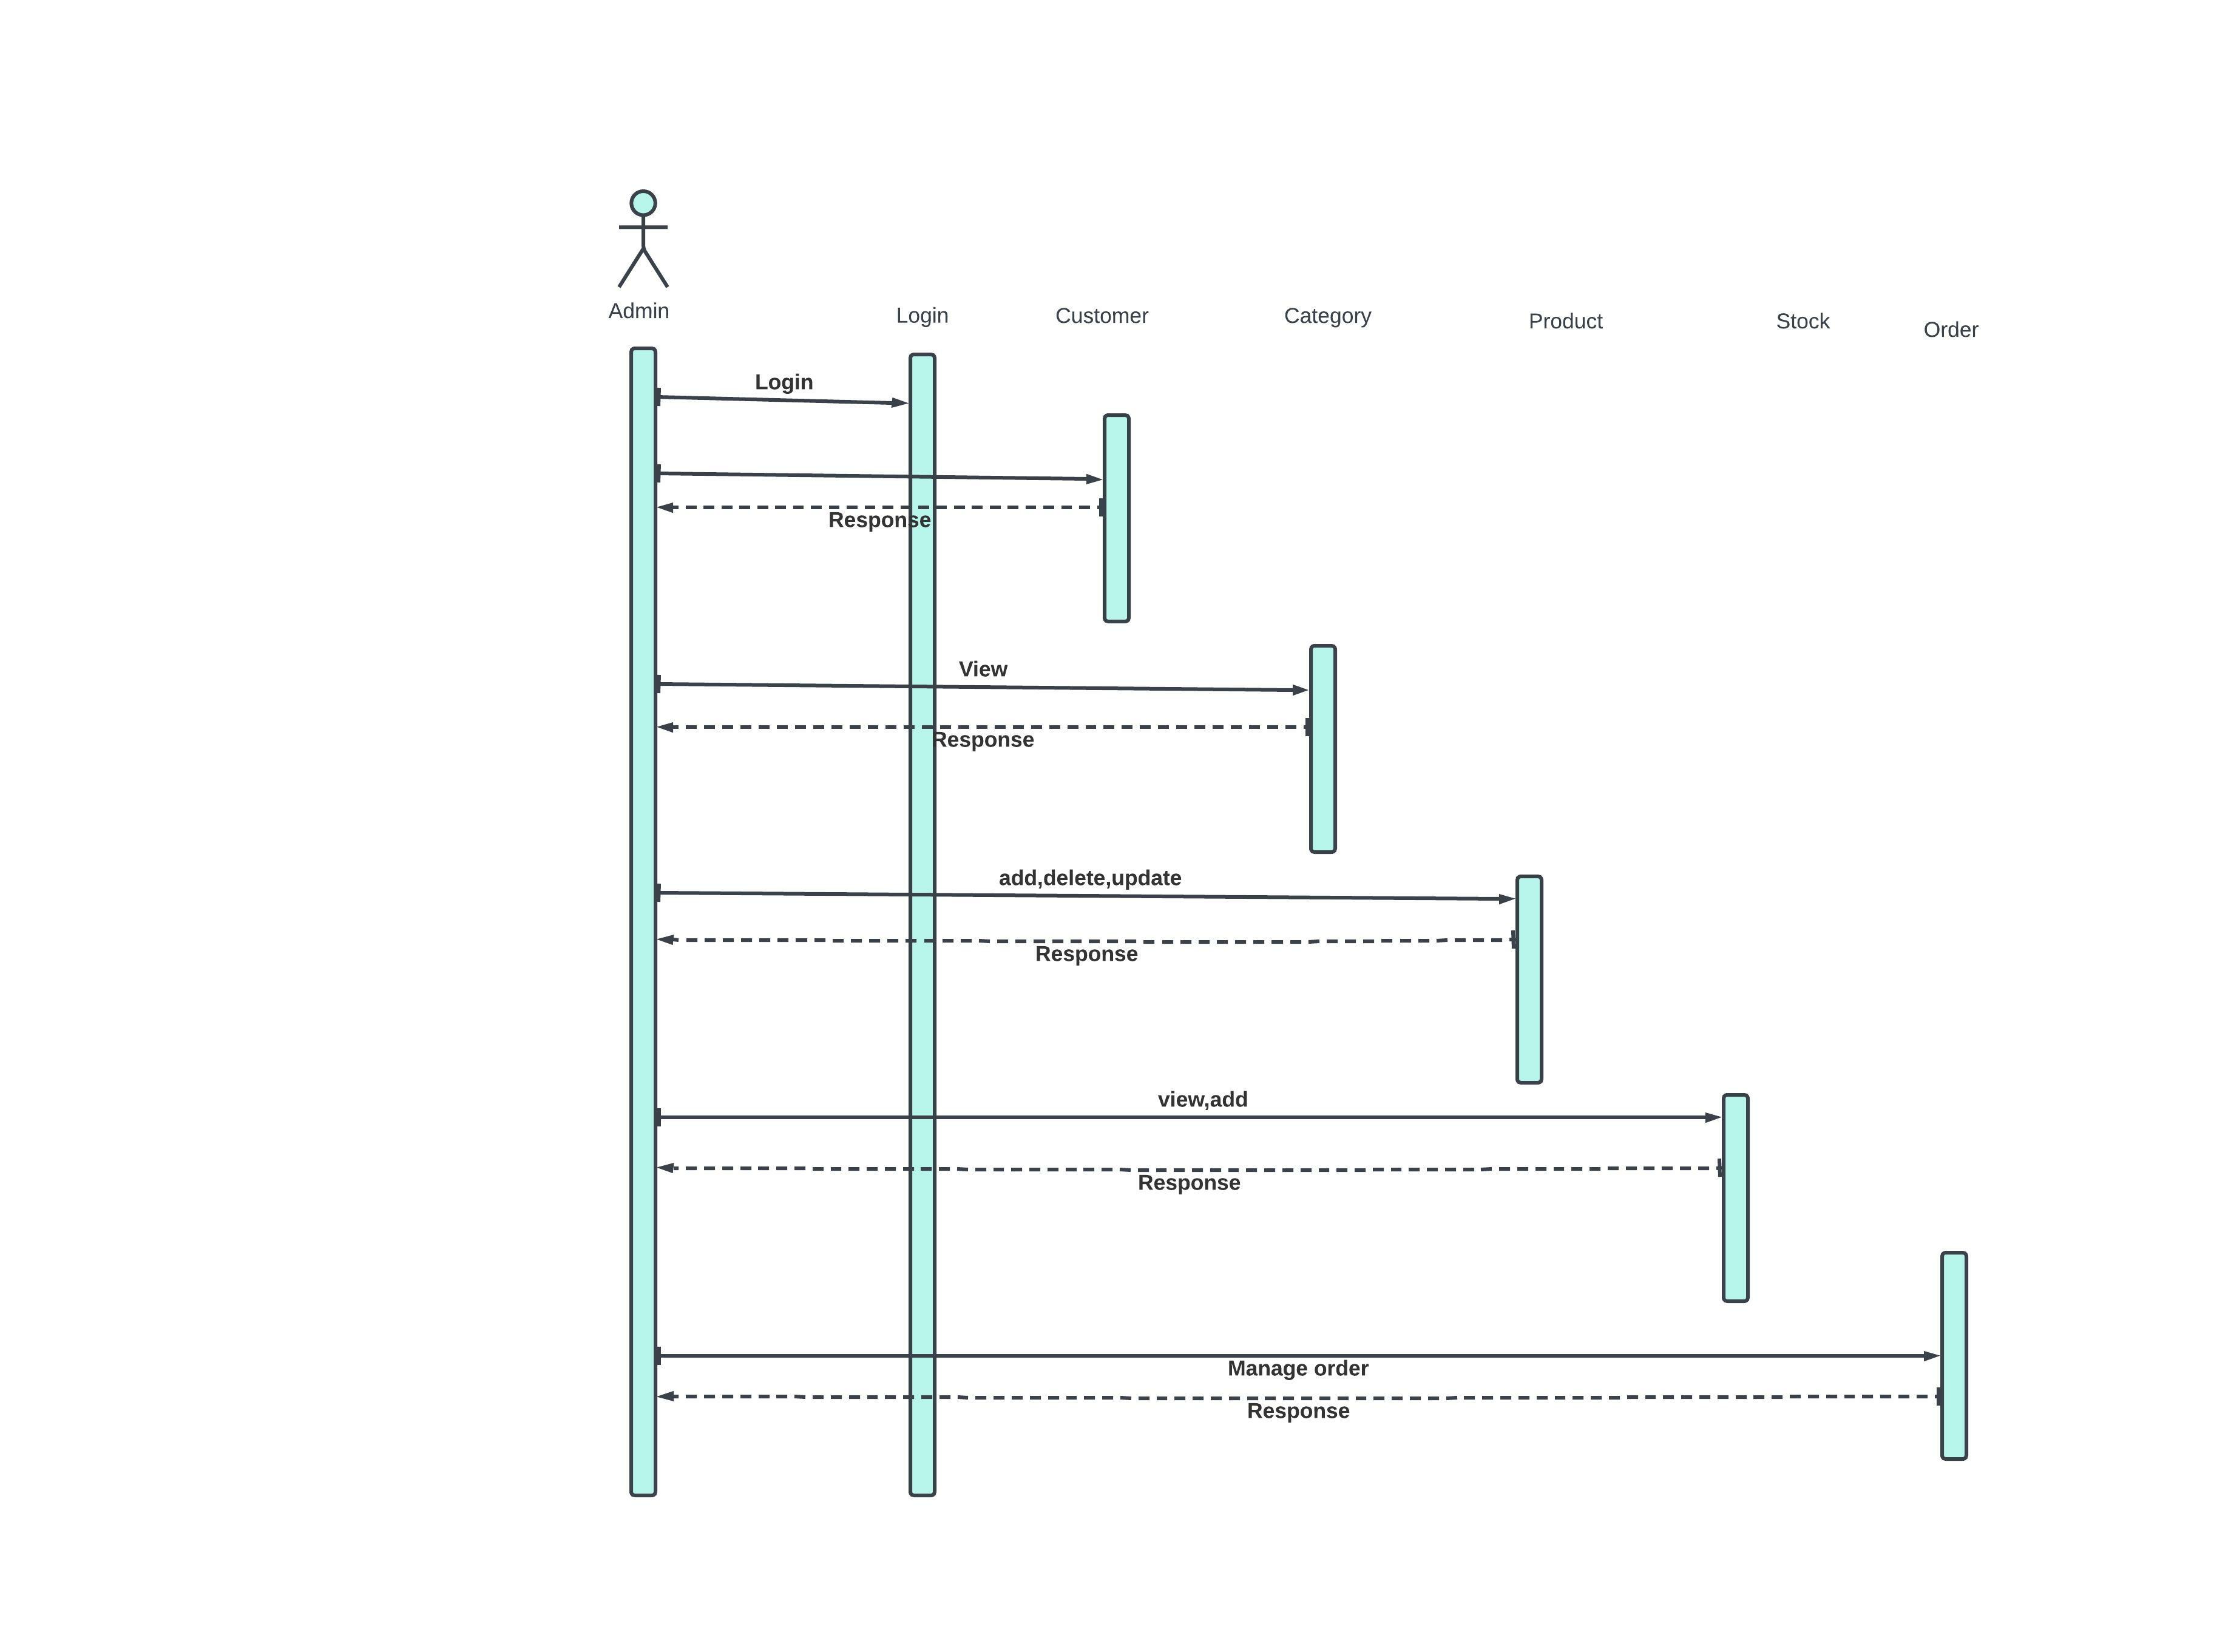 Admin
Login
Customer
Category
Product
Stock
Order
Login
Response
View
Response
add,delete,update
Response
view,add
Response
Manage order
Response